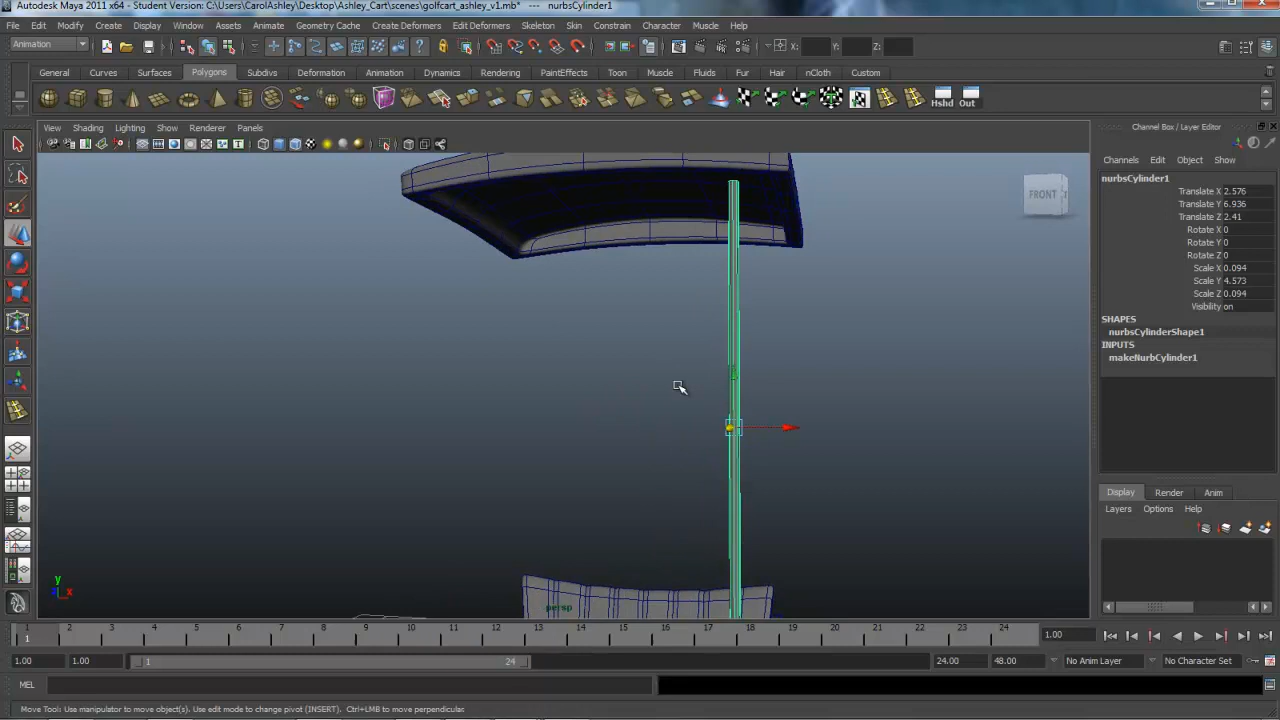 Autodesk Maya 2011 x64 - Student Version: C:\Users\CarolAshley\Desktop\Ashley_Cart\scenes\golfcart_ashley_v1.mb* --- nurbsCylinder1
File Edit Modify Create Display Window Assets Animate Geometry Cache Create Deformers Edit Deformers Skeleton Skin Constraint Character Muscle Help
Animation X: Y: Z:
General Curves Surfaces Polygons Subdivs Deformation Animation Dynamics Rendering PaintEffects Toon Muscle Fluids Fur Hair nCloth Custom
Hshd Out
View Shading Lighting Show Renderer Panels
Channel Box / Layer Editor
Channels Edit Object Show
nurbsCylinder1
Translate X 2.576
Translate Y 6.936
Translate Z 2.41
Rotate X 0
Rotate Y 0
Rotate Z 0
Scale X 0.094
Scale Y 4.573
Scale Z 0.094
Visibility on
SHAPES
nurbsCylinderShape1
INPUTS
makeNurbCylinder1
FRONT
Display Render Anim
Layers Options Help
y
x
persp
1 2 3 4 5 6 7 8 9 10 11 12 13 14 15 16 17 18 19 20 21 22 23 24
1
1.00
1.00 1.00 1 24 24.00 48.00 No Anim Layer No Character Set
MEL
Move Tool: Use manipulator to move object(s). Use edit mode to change pivot (INSERT). Ctrl+LMB to move perpendicular.